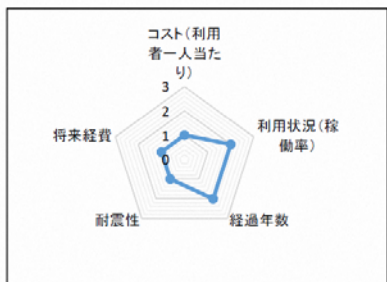 コスト(利用
者一人当た
り)
3
2
1
0
利用状況(稼
働率)
経過年数
耐震性
将来経費